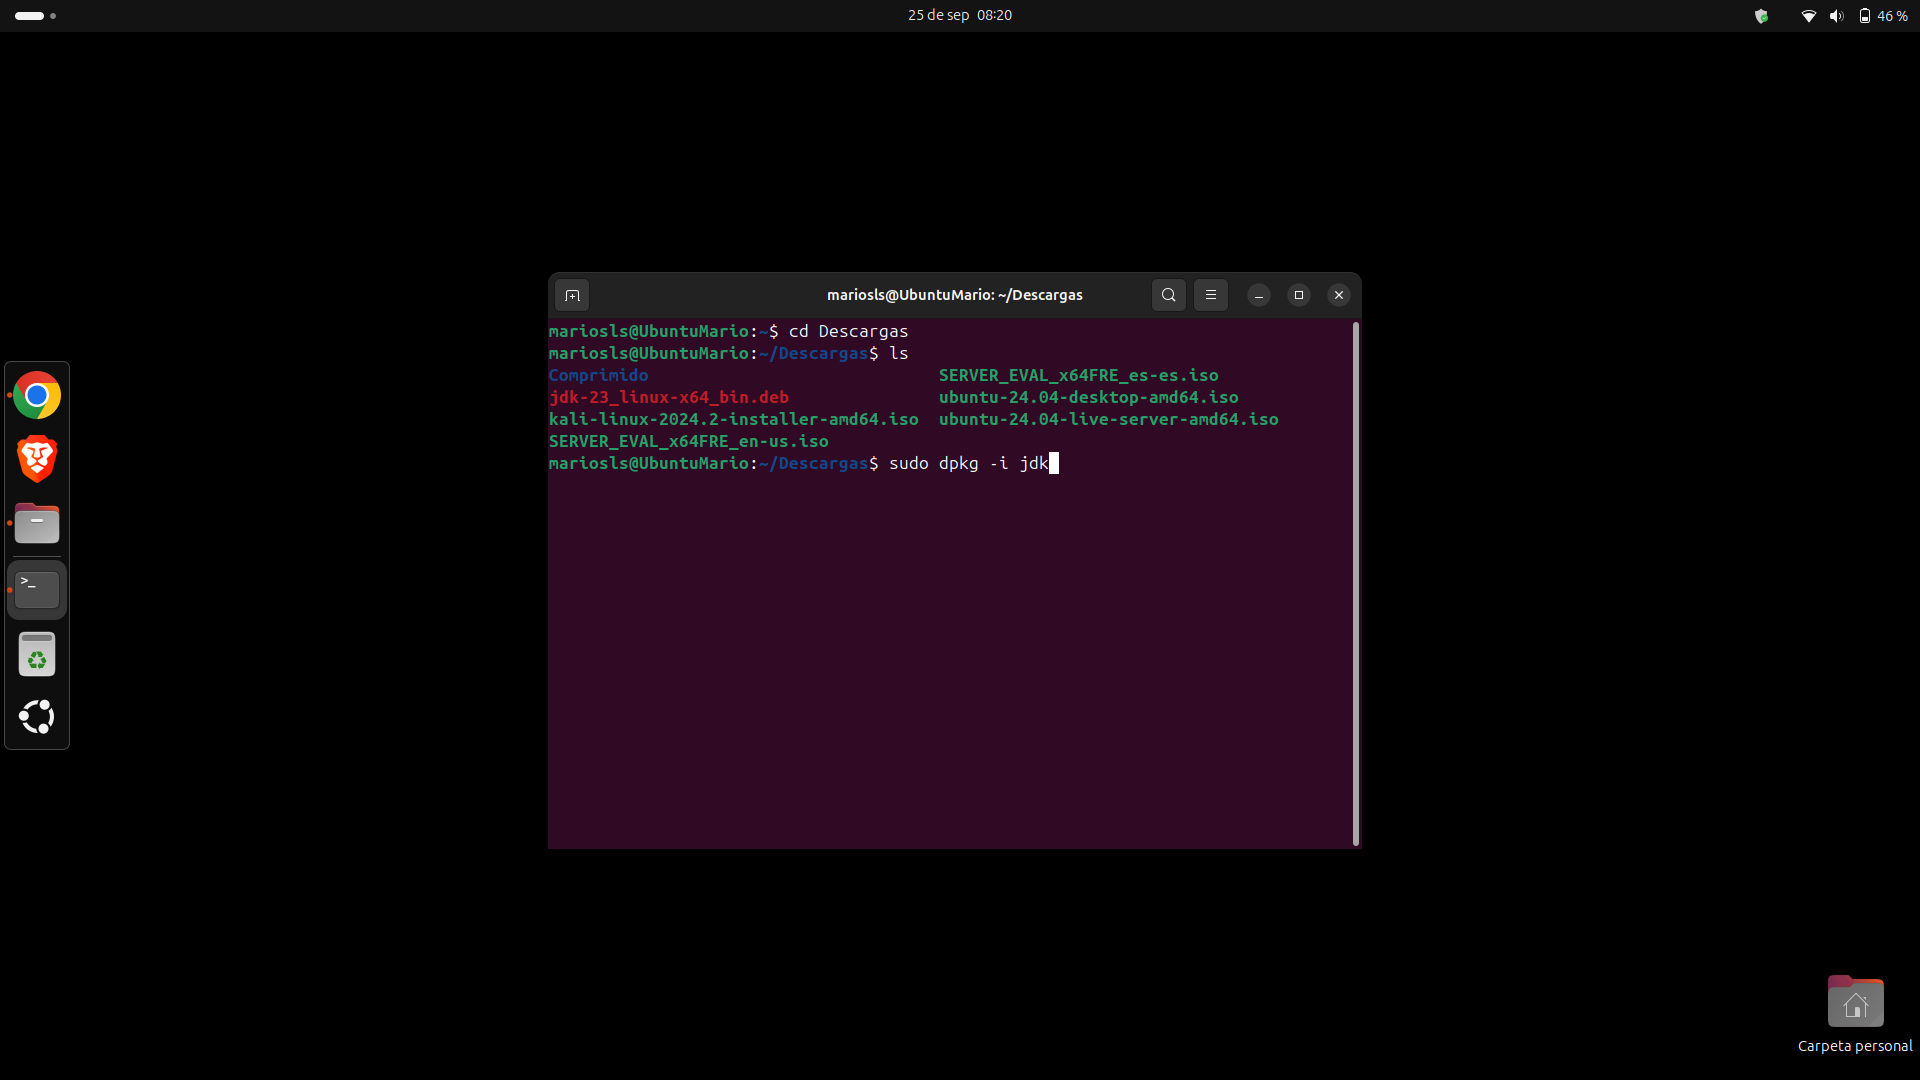 25 de sep 08:20
46 %
mariosls@UbuntuMario: ~/Descargas
mariosls@UbuntuMario:~$ cd Descargas
mariosls@UbuntuMario:~/Descargas$ ls
Comprimido SERVER_EVAL_x64FRE_es-es.iso
jdk-23_linux-x64_bin.deb ubuntu-24.04-desktop-amd64.iso
kali-linux-2024.2-installer-amd64.iso ubuntu-24.04-live-server-amd64.iso
SERVER_EVAL_x64FRE_en-us.iso
mariosls@UbuntuMario:~/Descargas$ sudo dpkg -i jdk
>_
Carpeta personal